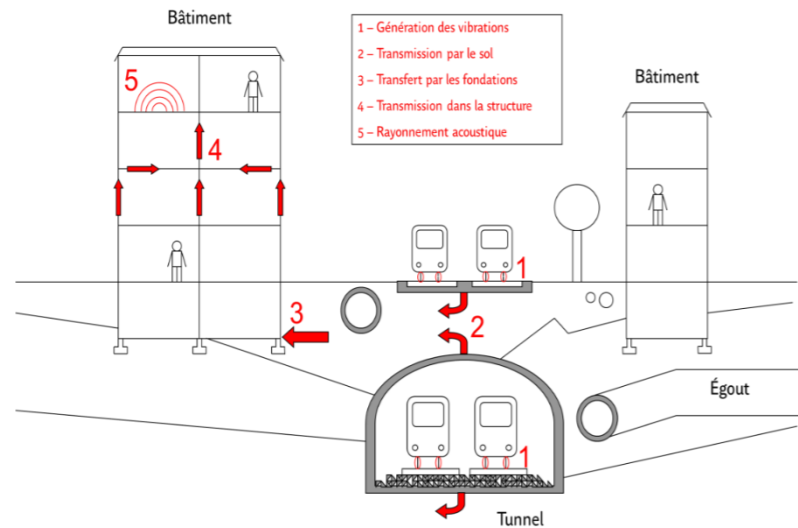 Bâtiment
1 – Génération des vibrations
2 – Transmission par le sol
3 – Transfert par les fondations
4 – Transmission dans la structure
5 – Rayonnement acoustique
Bâtiment
5
4
1
3
2
Égout
1
Tunnel